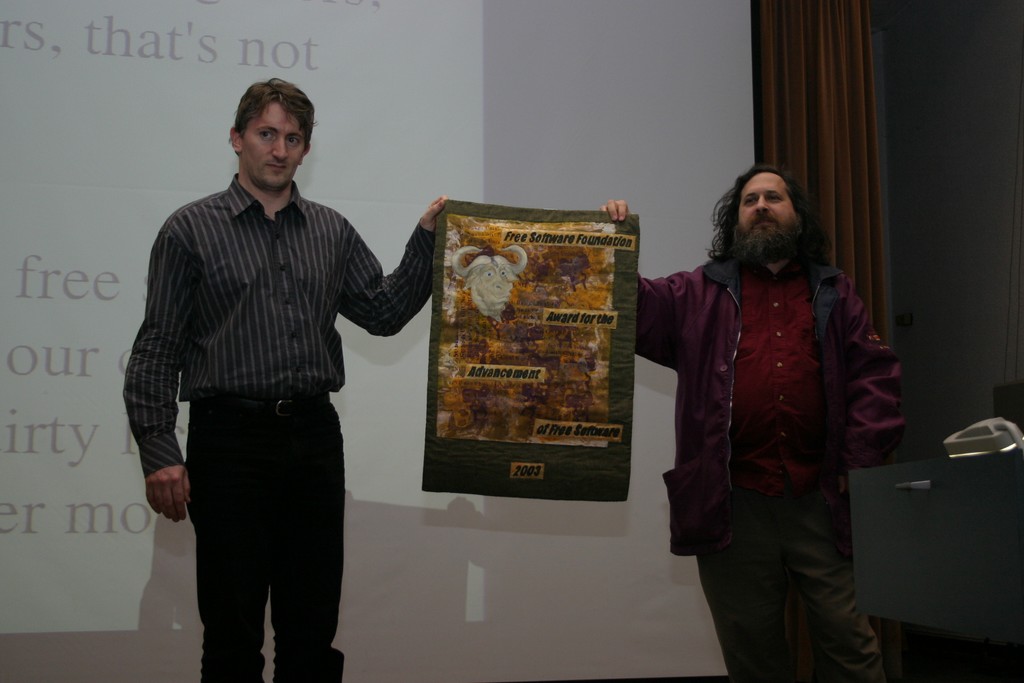 rs, that's not
free
our
irty
er mo
Free Software Foundation
Award for the
Advancement
of Free Software
2003